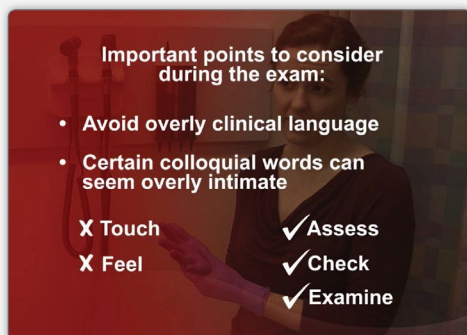 Important points to consider
during the exam:
• Avoid overly clinical language
• Certain colloquial words can
seem overly intimate
X Touch ✓Assess
X Feel ✓Check
✓Examine